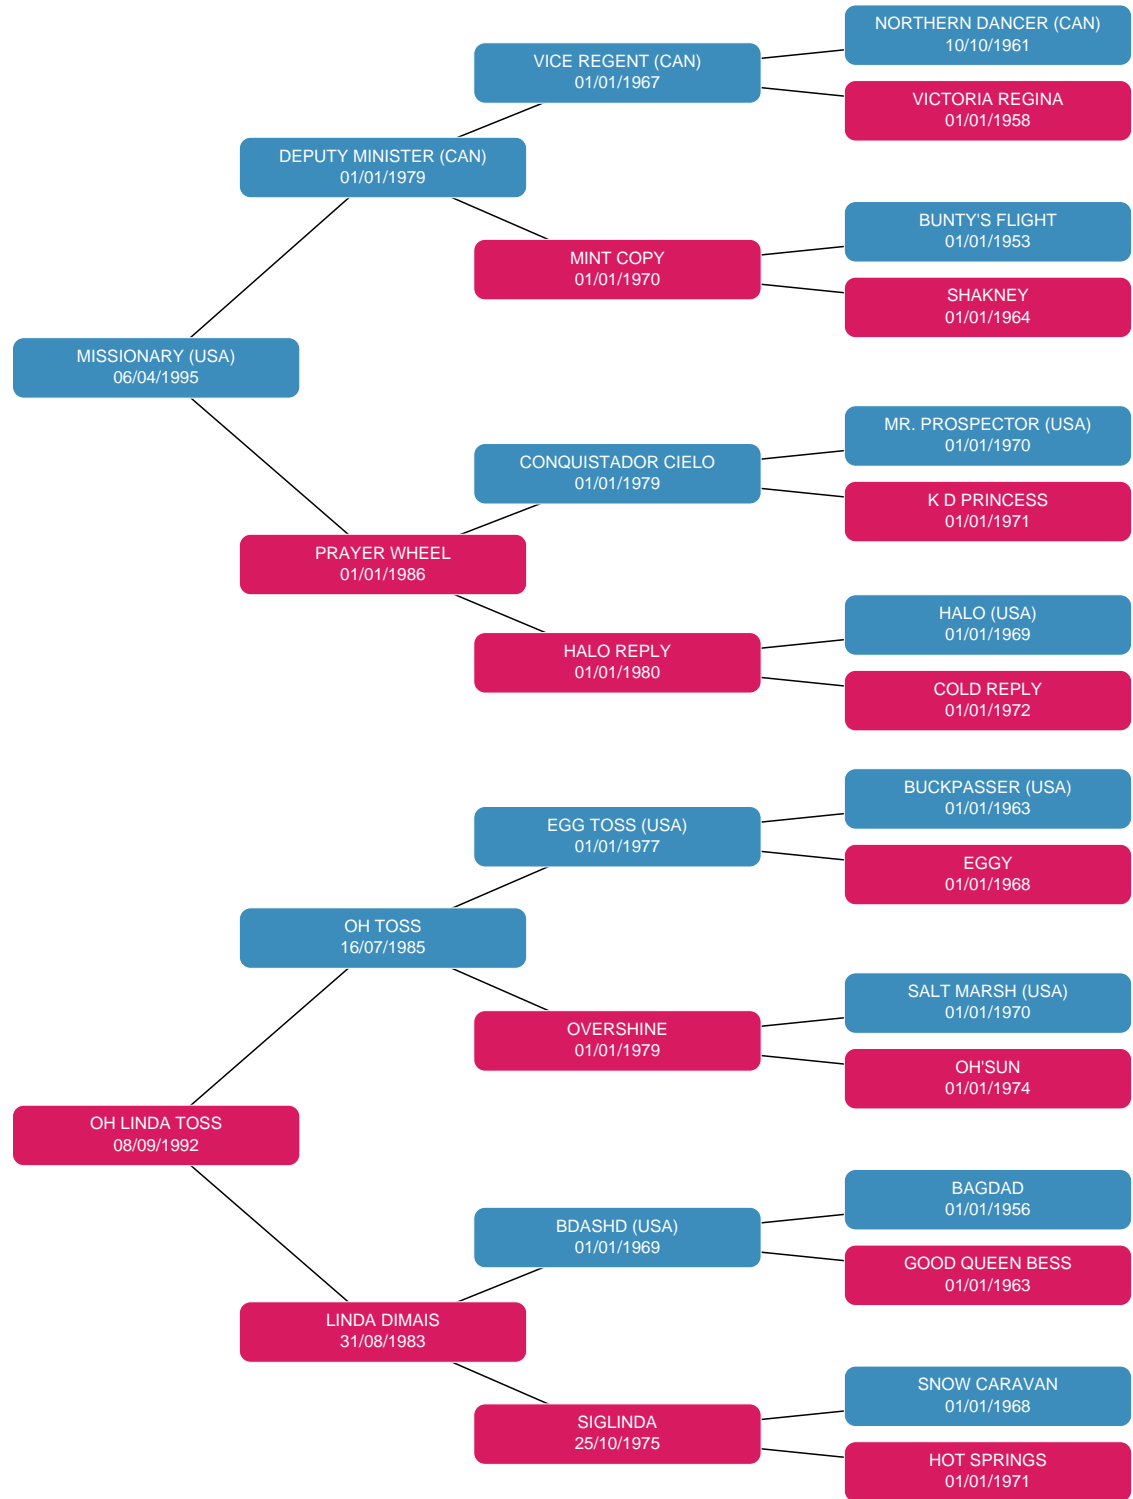 NORTHERN DANCER (CAN)
10/10/1961
VICE REGENT (CAN)
01/01/1967
VICTORIA REGINA
01/01/1958
DEPUTY MINISTER (CAN)
01/01/1979
BUNTY'S FLIGHT
01/01/1953
MINT COPY
01/01/1970
SHAKNEY
01/01/1964
MISSIONARY (USA)
06/04/1995
MR. PROSPECTOR (USA)
01/01/1970
CONQUISTADOR CIELO
01/01/1979
K D PRINCESS
01/01/1971
PRAYER WHEEL
01/01/1986
HALO (USA)
01/01/1969
HALO REPLY
01/01/1980
COLD REPLY
01/01/1972
BUCKPASSER (USA)
01/01/1963
EGG TOSS (USA)
01/01/1977
EGGY
01/01/1968
OH TOSS
16/07/1985
SALT MARSH (USA)
01/01/1970
OVERSHINE
01/01/1979
OH'SUN
01/01/1974
OH LINDA TOSS
08/09/1992
BAGDAD
01/01/1956
BDASHD (USA)
01/01/1969
GOOD QUEEN BESS
01/01/1963
LINDA DIMAIS
31/08/1983
SNOW CARAVAN
01/01/1968
SIGLINDA
25/10/1975
HOT SPRINGS
01/01/1971